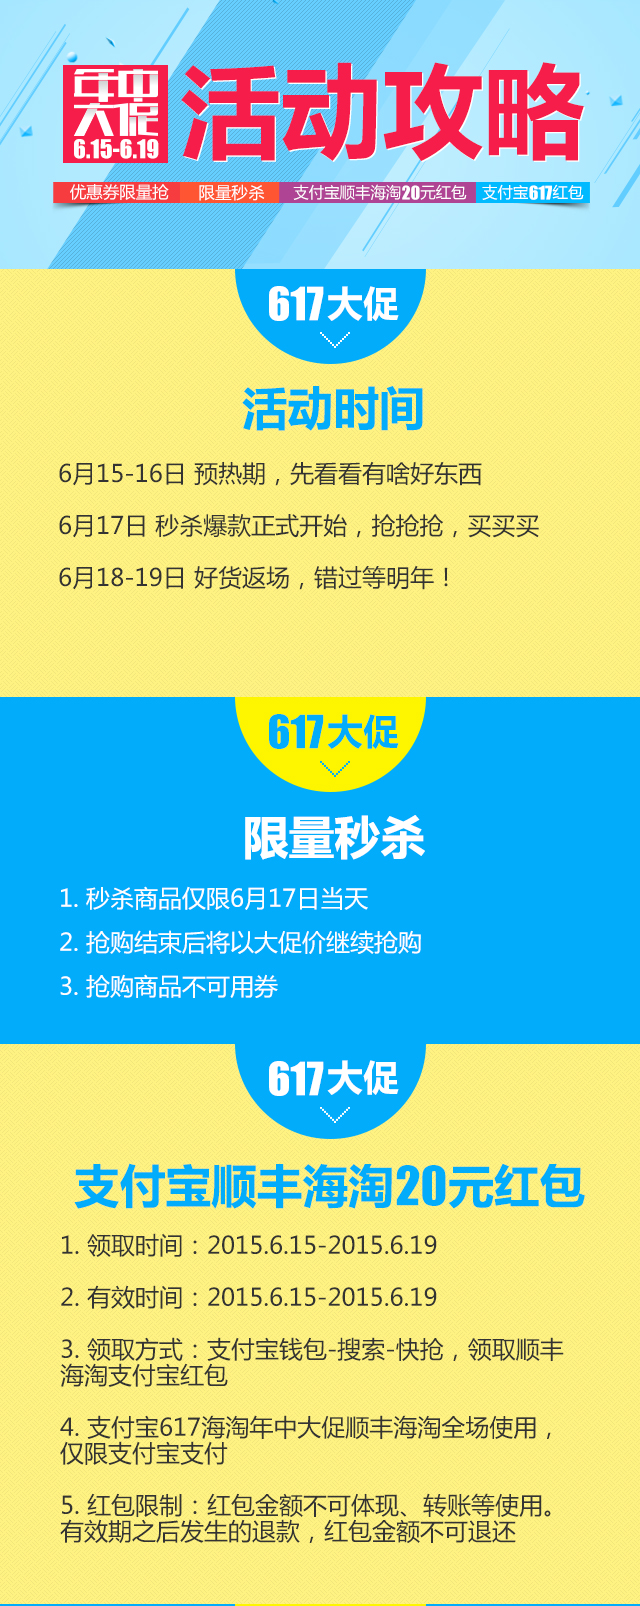 年中
大促
6.15-6.19
活动攻略
优惠券限量抢 限量秒杀 支付宝顺丰海淘20元红包 支付宝617红包
617大促
活动时间
6月15-16日 预热期，先看看有啥好东西
6月17日 秒杀爆款正式开始，抢抢抢，买买买
6月18-19日 好货返场，错过等明年！
617大促
限量秒杀
1. 秒杀商品仅限6月17日当天
2. 抢购结束后将以大促价继续抢购
3. 抢购商品不可用券
617大促
支付宝顺丰海淘20元红包
1. 领取时间：2015.6.15-2015.6.19
2. 有效时间：2015.6.15-2015.6.19
3. 领取方式：支付宝钱包-搜索-快抢，领取顺丰
海淘支付宝红包
4. 支付宝617海淘年中大促顺丰海淘全场使用，
仅限支付宝支付
5. 红包限制：红包金额不可体现、转账等使用。
有效期之后发生的退款，红包金额不可退还